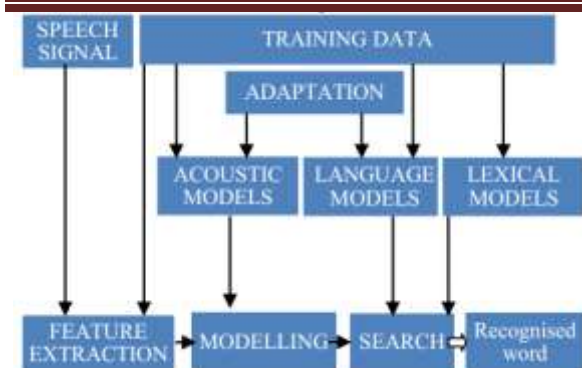 SPEECH
SIGNAL
TRAINING DATA
ADAPTATION
ACOUSTIC
MODELS
LANGUAGE
MODELS
LEXICAL
MODELS
FEATURE
EXTRACTION
MODELLING
SEARCH
Recognised
word